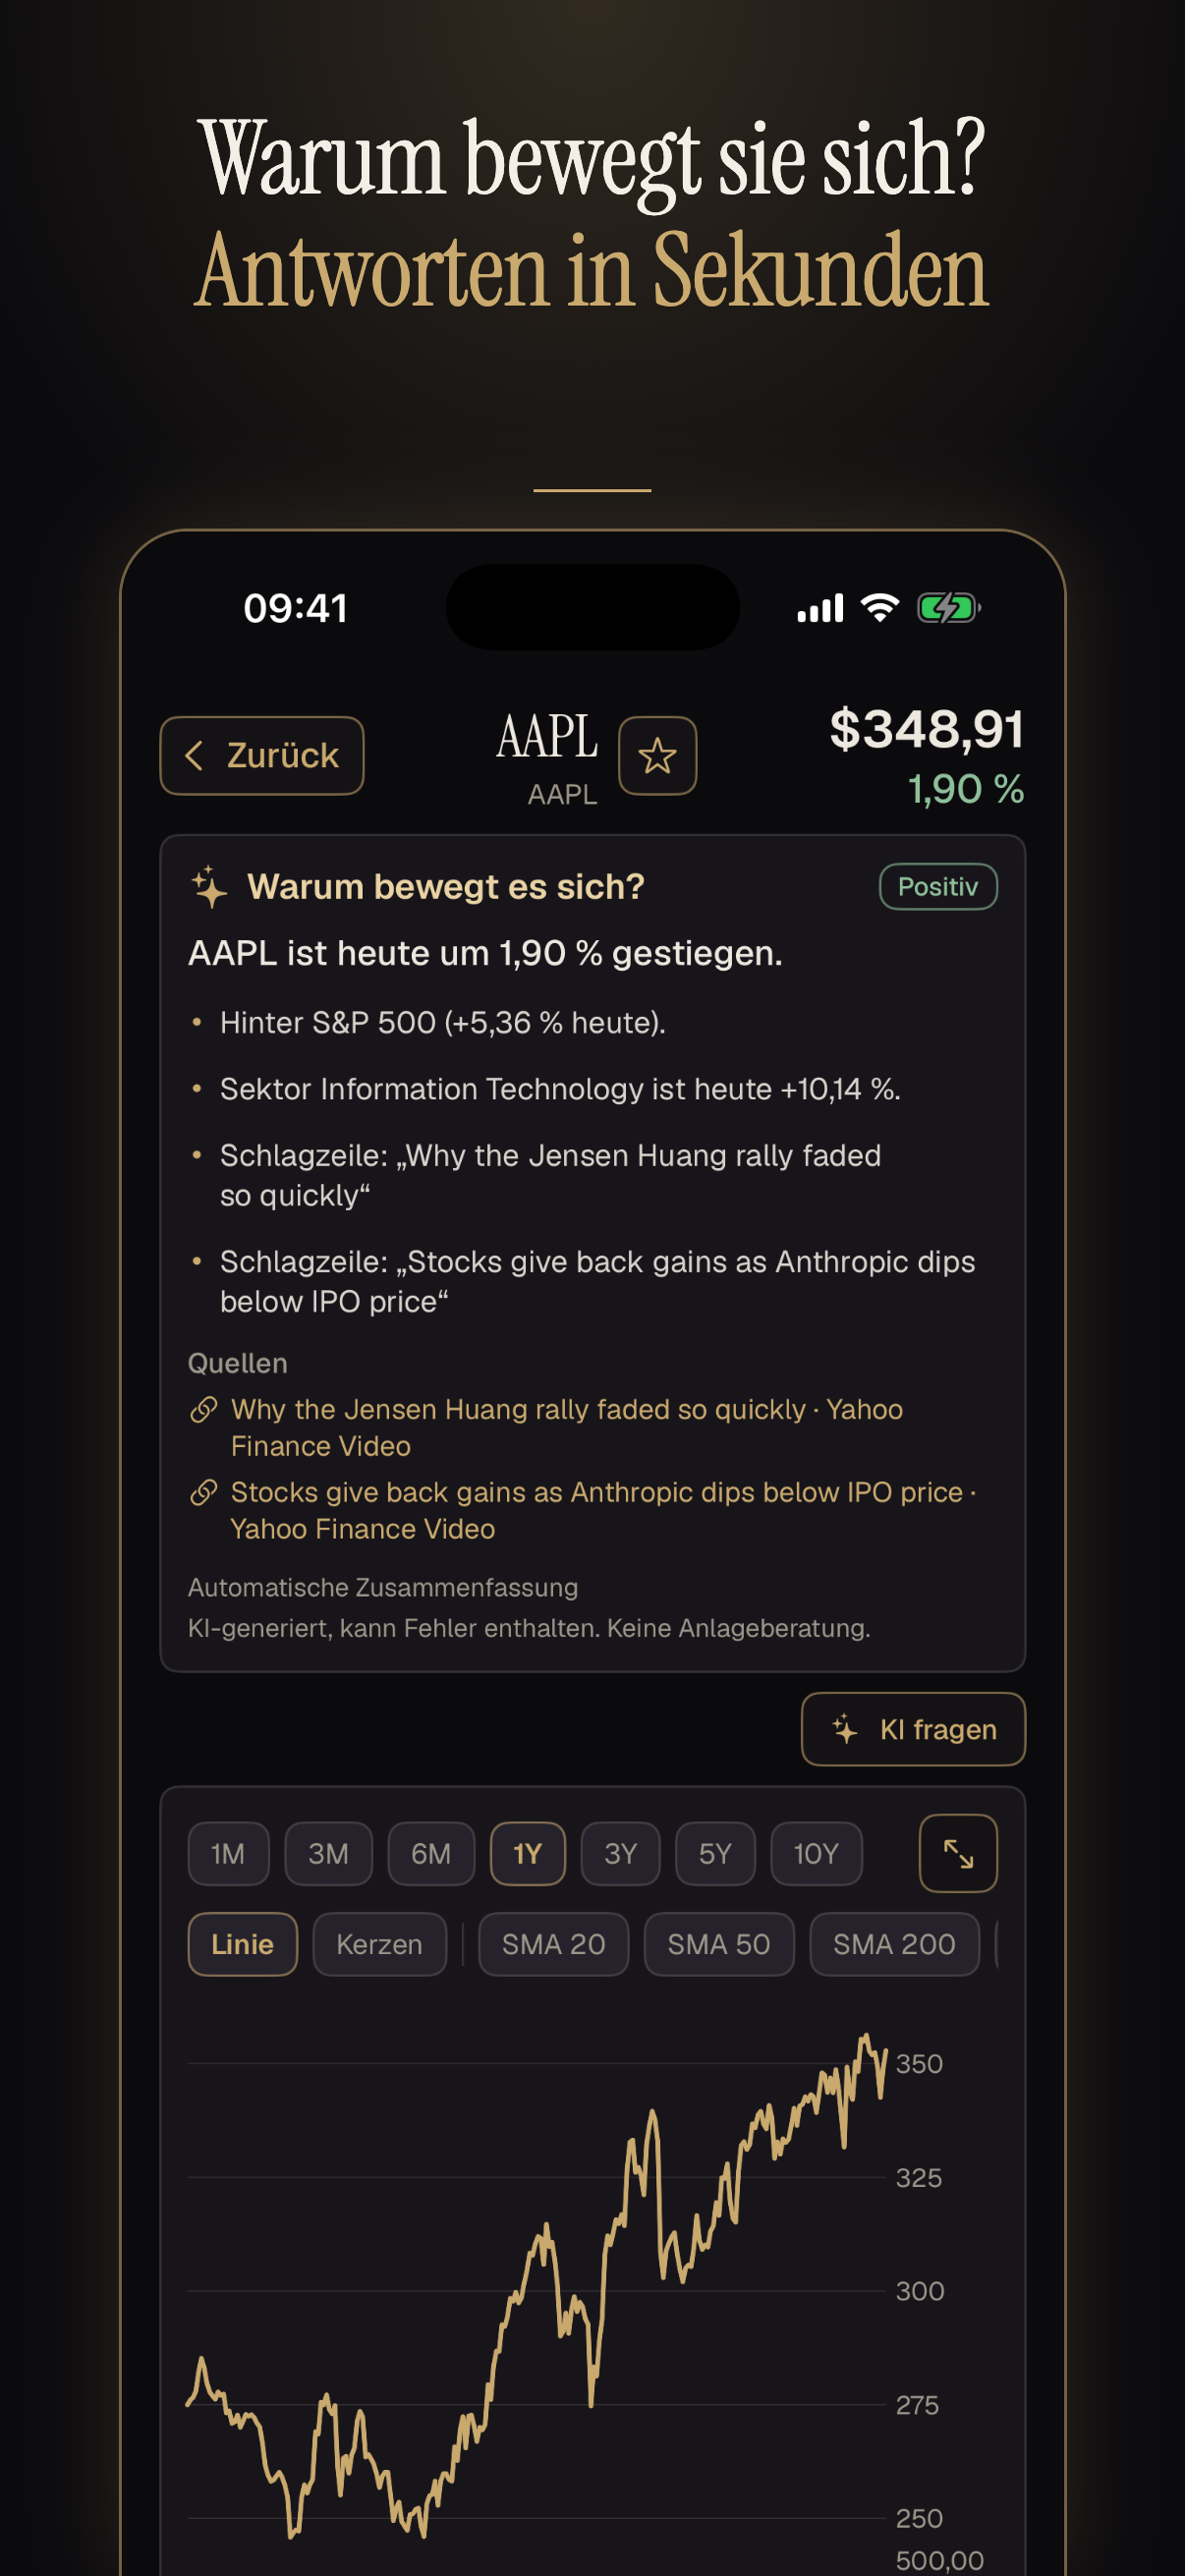 Warum bewegt sie sich?
Antworten in Sekunden
09:41
Zurück
AAPL
AAPL
$348,91
1,90 %
Warum bewegt es sich?
Positiv
AAPL ist heute um 1,90 % gestiegen.
• Hinter S&P 500 (+5,36 % heute).
• Sektor Information Technology ist heute +10,14 %.
• Schlagzeile: „Why the Jensen Huang rally faded
so quickly“
• Schlagzeile: „Stocks give back gains as Anthropic dips
below IPO price“
Quellen
Why the Jensen Huang rally faded so quickly · Yahoo
Finance Video
Stocks give back gains as Anthropic dips below IPO price ·
Yahoo Finance Video
Automatische Zusammenfassung
KI-generiert, kann Fehler enthalten. Keine Anlageberatung.
KI fragen
1M 3M 6M 1Y 3Y 5Y 10Y
Linie Kerzen SMA 20 SMA 50 SMA 200
350
325
300
275
250
500,00